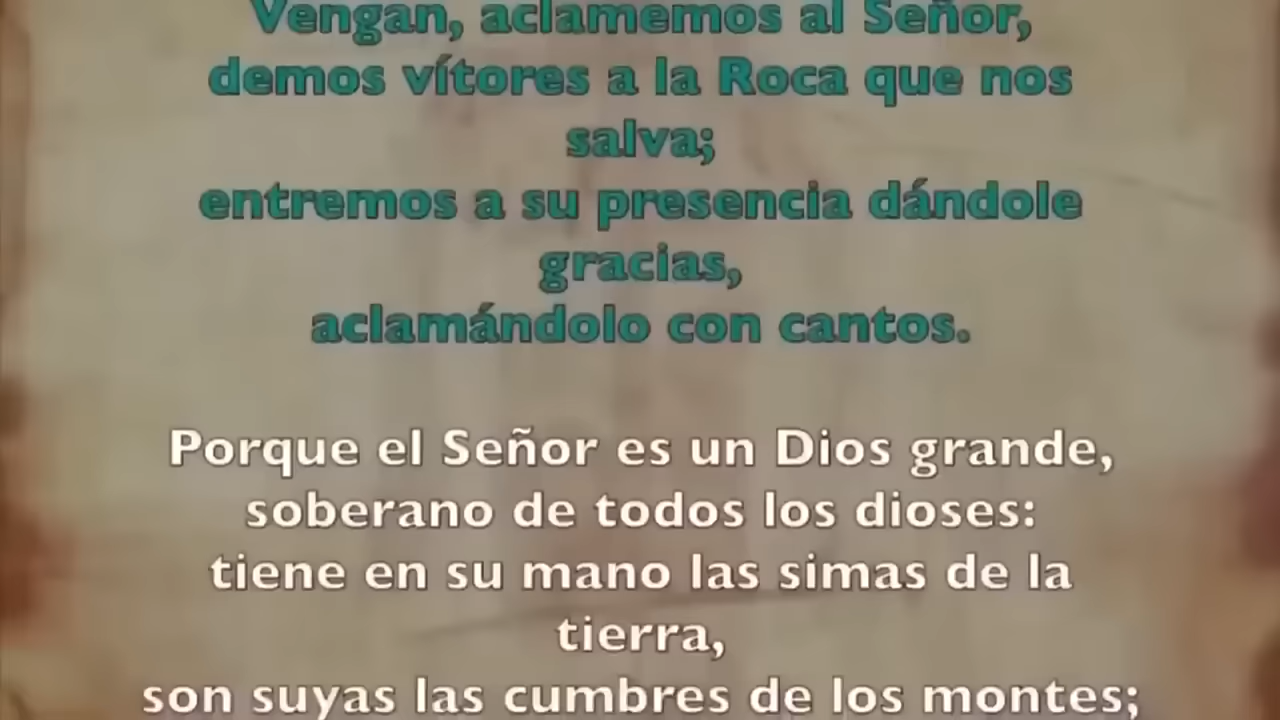 Vengan, aclamemos al Señor,
demos vítores a la Roca que nos
salva;
entremos a su presencia dándole
gracias,
aclamándolo con cantos.
Porque el Señor es un Dios grande,
soberano de todos los dioses:
tiene en su mano las simas de la
tierra,
son suyas las cumbres de los montes;